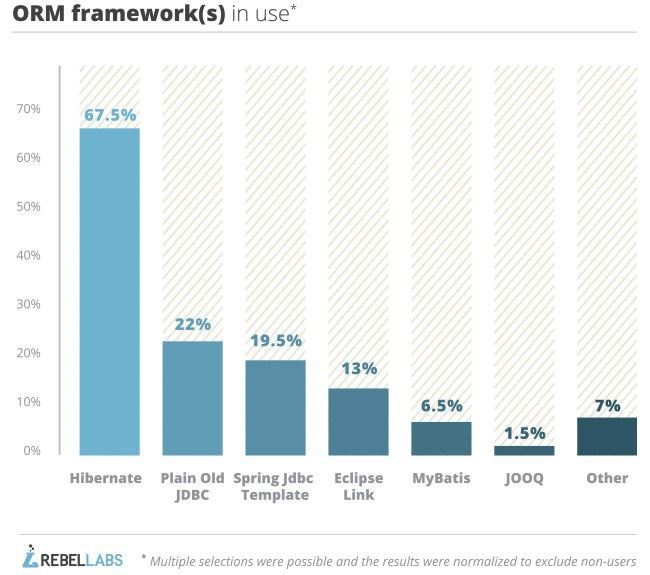 ORM framework(s) in use*
70%
60%
50%
40%
30%
20%
10%
0%
67.5%
22%
19.5%
13%
6.5%
1.5%
7%
Hibernate
Plain Old
JDBC
Spring Jdbc
Template
Eclipse
Link
MyBatis
JOOQ
Other
REBELLABS
* Multiple selections were possible and the results were normalized to exclude non-users